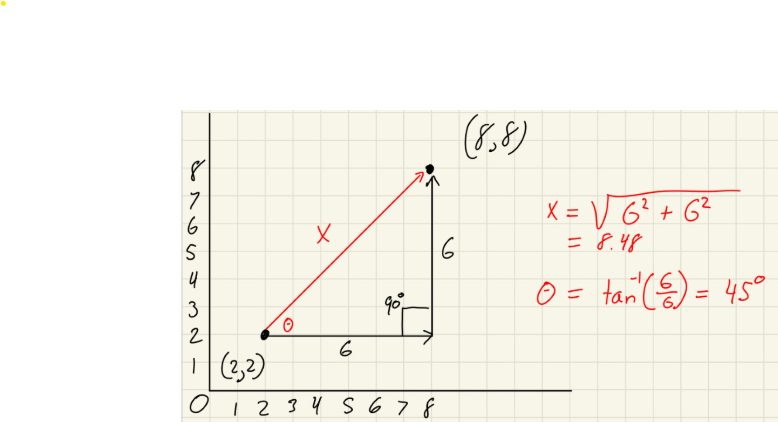 (8,8)
8
7
6
5
4
3
2
1
0 1 2 3 4 5 6 7 8
X
6
90°
θ
6
(2,2)
x = √6² + 6²
= 8.48
θ = tan⁻¹(6/6) = 45°